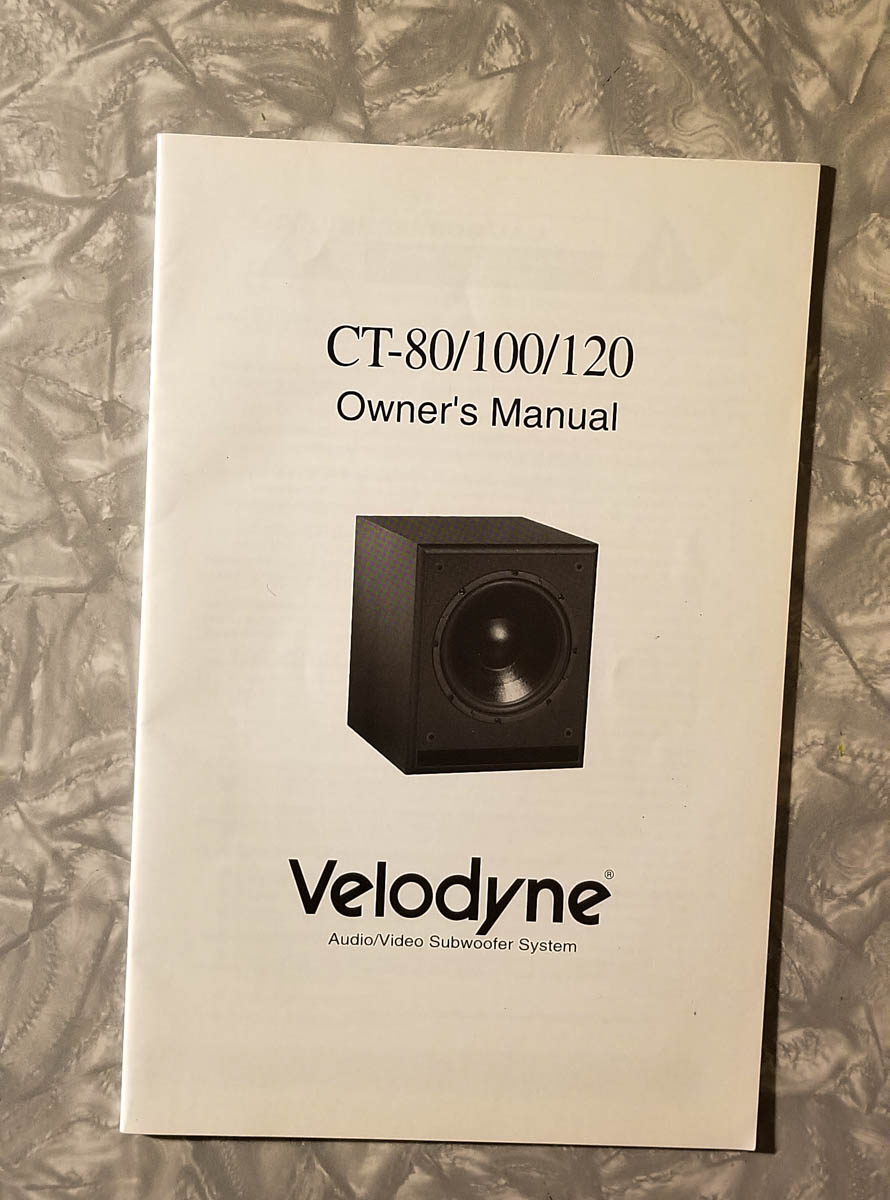 CT-80/100/120
Owner's Manual
Velodyne®
Audio/Video Subwoofer System